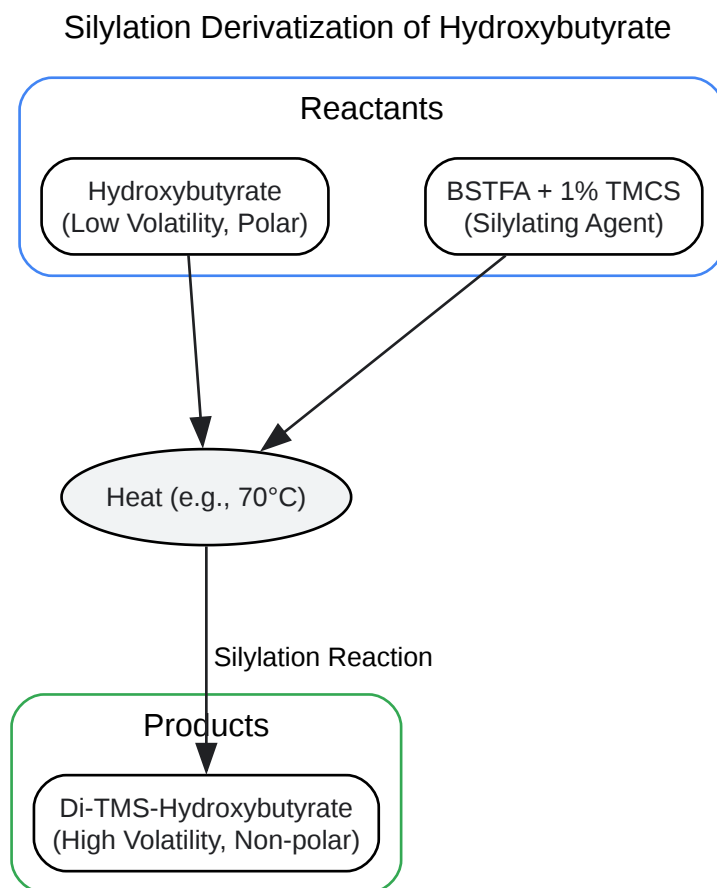 Silylation Derivatization of Hydroxybutyrate
Reactants
Hydroxybutyrate
(Low Volatility, Polar)
BSTFA + 1% TMCS
(Silylating Agent)
Heat (e.g., 70°C)
Silylation Reaction
Products
Di-TMS-Hydroxybutyrate
(High Volatility, Non-polar)